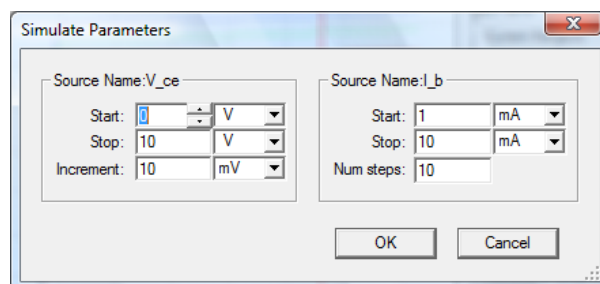 Simulate Parameters
Source Name:V_ce
Start: 0 V
Stop: 10 V
Increment: 10 mV
Source Name:I_b
Start: 1 mA
Stop: 10 mA
Num steps: 10
OK Cancel